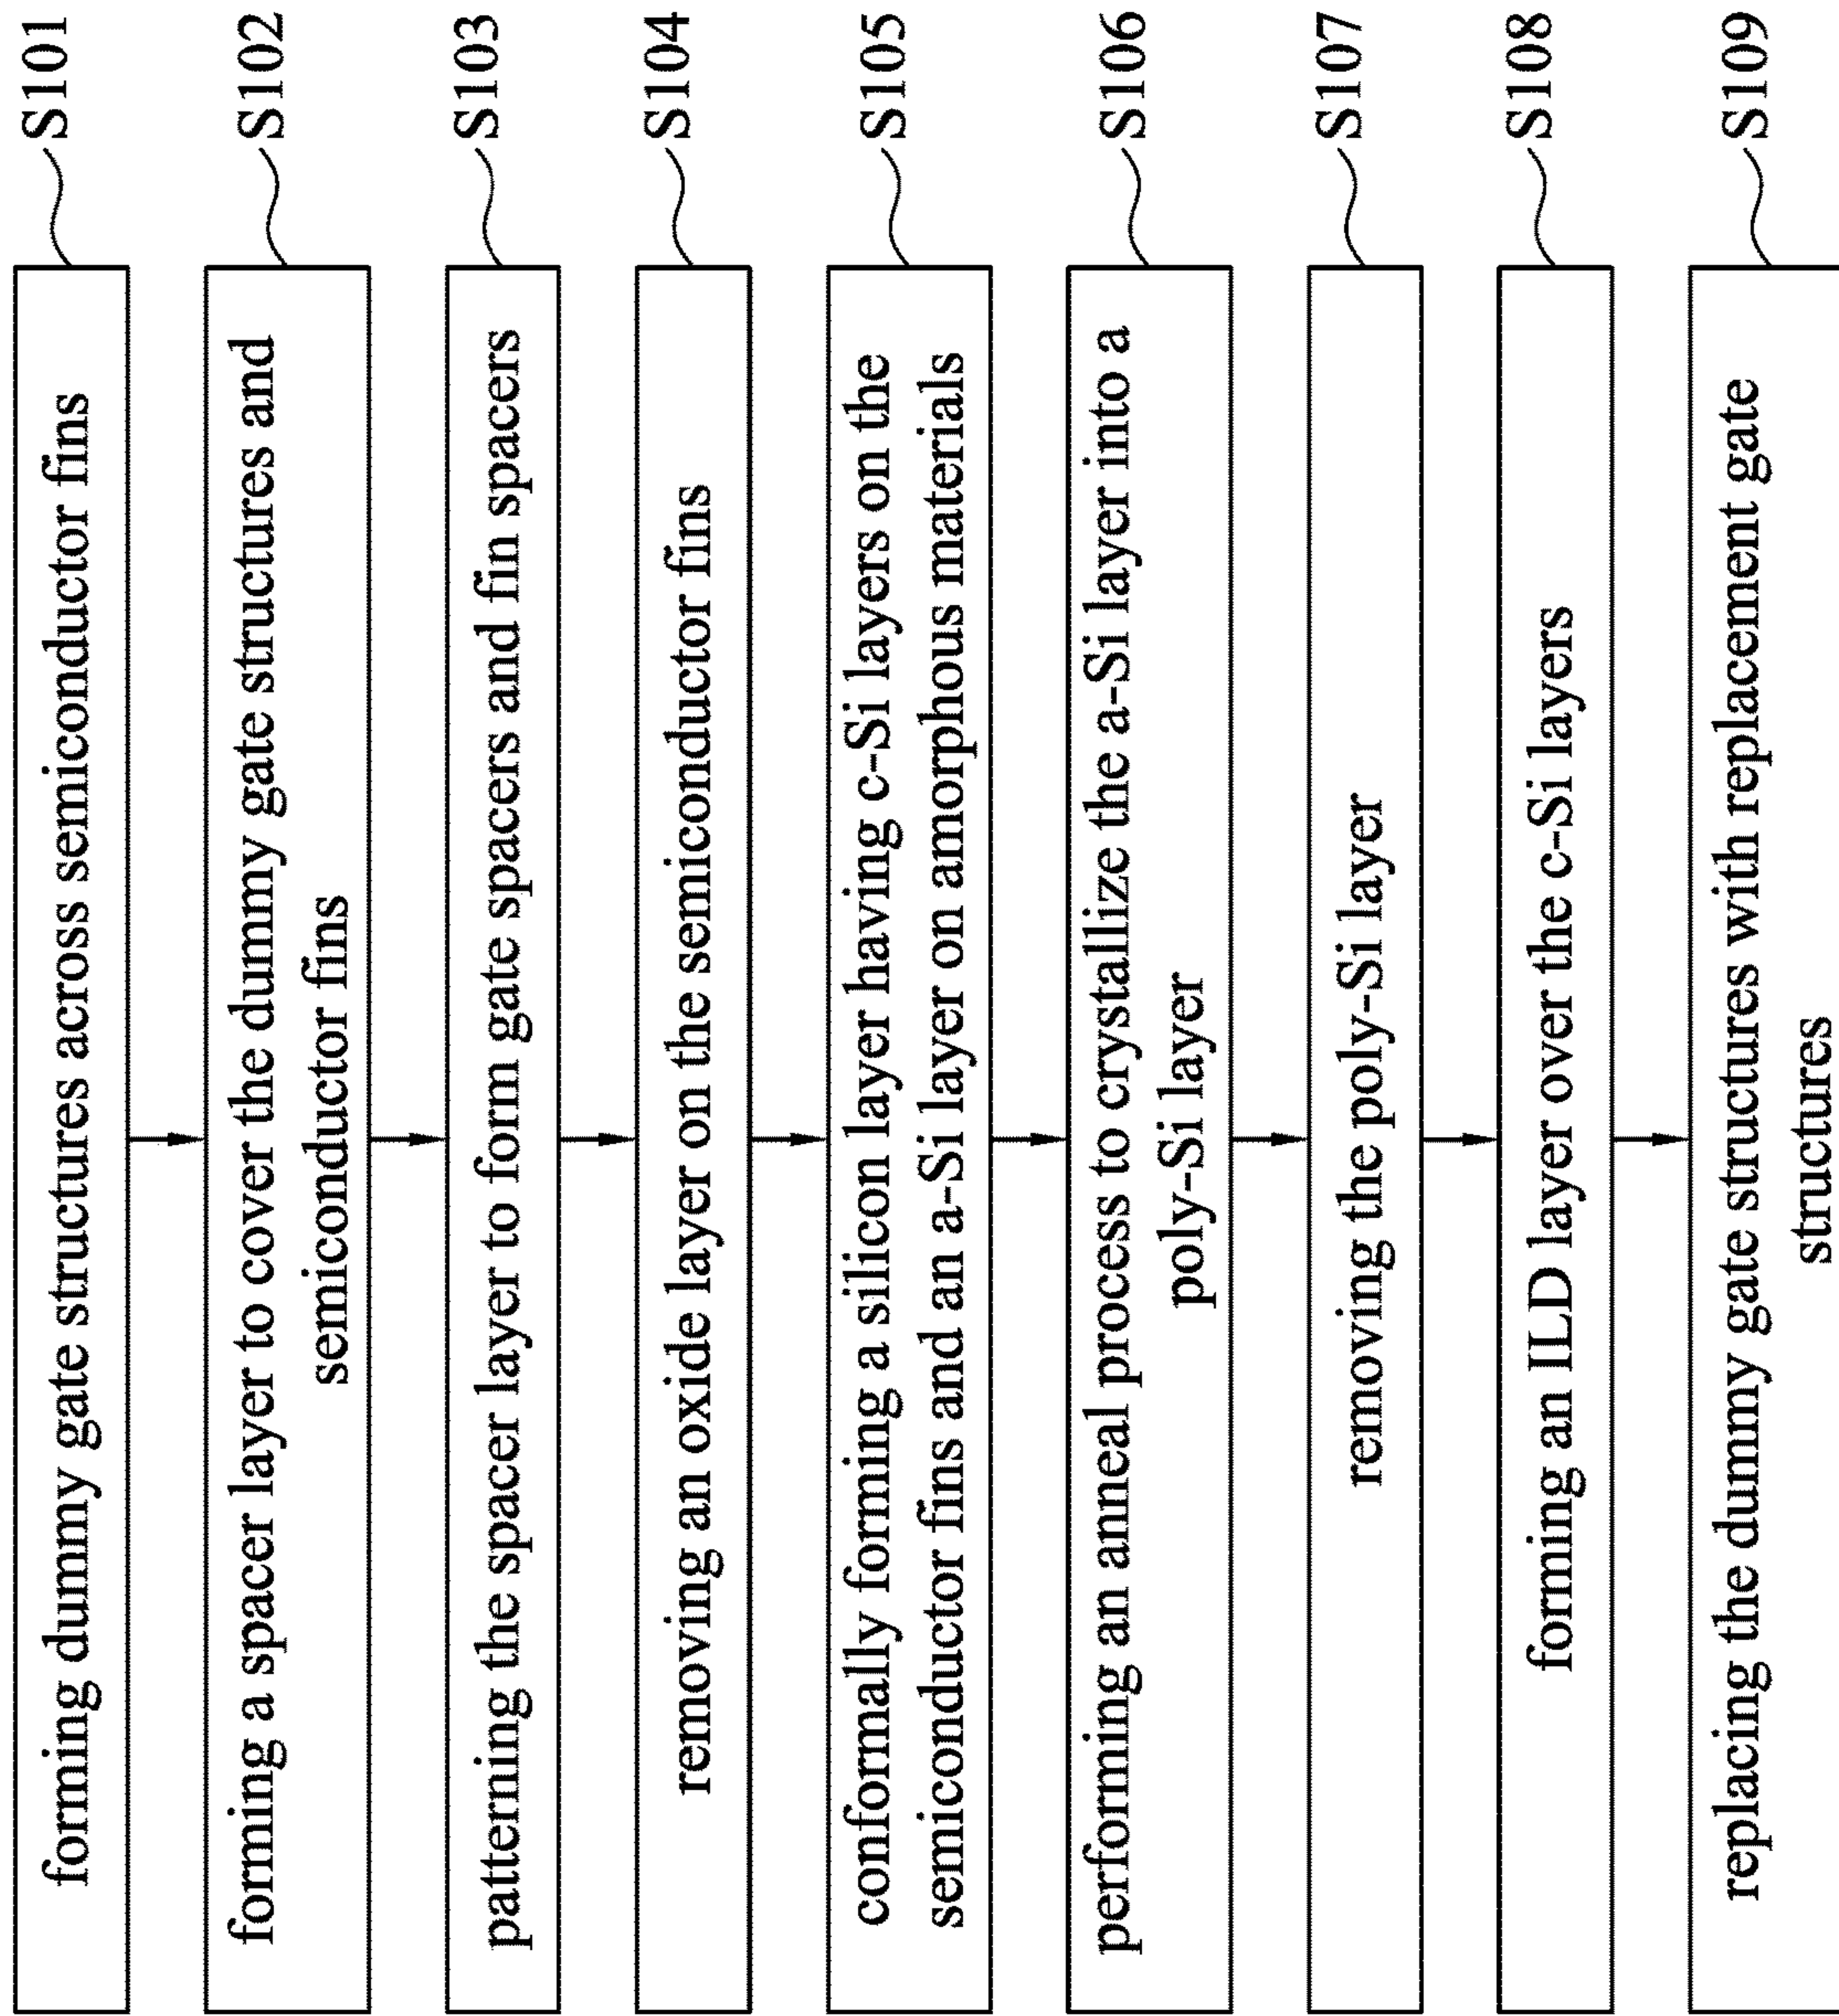 forming dummy gate structures across semiconductor fins
S101
forming a spacer layer to cover the dummy gate structures and
semiconductor fins
S102
patterning the spacer layer to form gate spacers and fin spacers
S103
removing an oxide layer on the semiconductor fins
S104
conformally forming a silicon layer having c-Si layers on the
semiconductor fins and an a-Si layer on amorphous materials
S105
performing an anneal process to crystallize the a-Si layer into a
poly-Si layer
S106
removing the poly-Si layer
S107
forming an ILD layer over the c-Si layers
S108
replacing the dummy gate structures with replacement gate
structures
S109